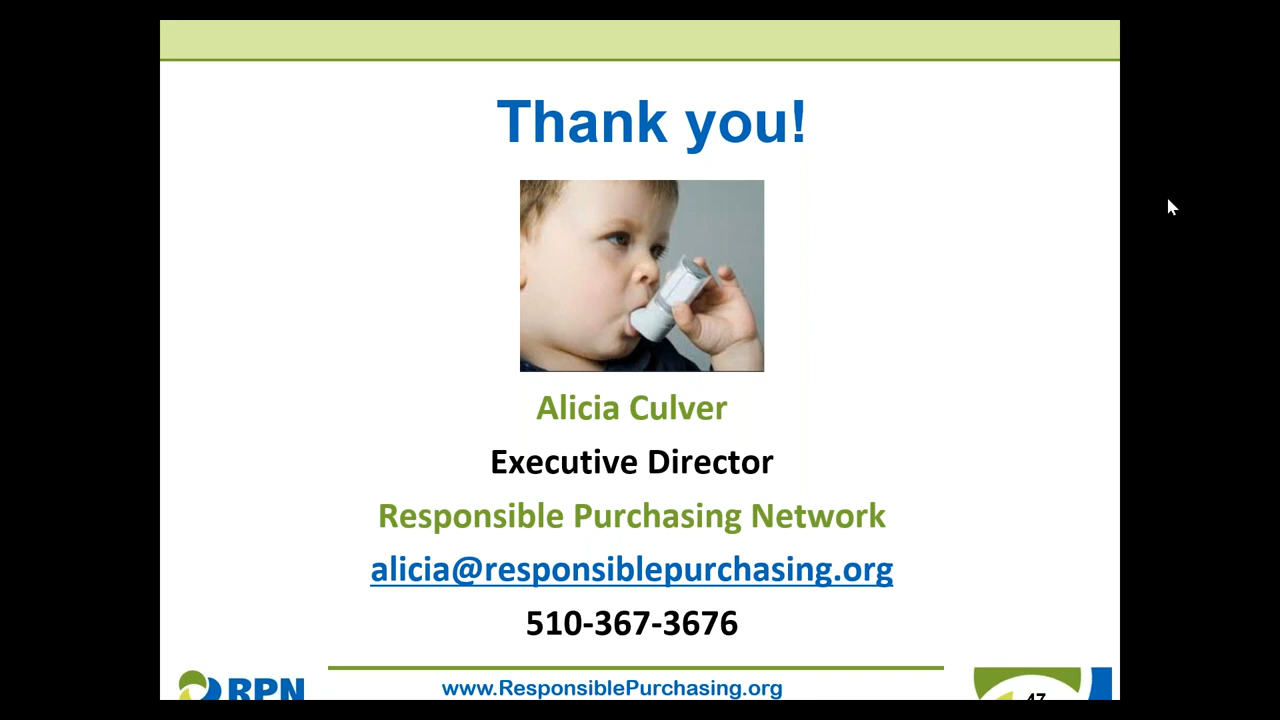 Thank you!
Alicia Culver
Executive Director
Responsible Purchasing Network
alicia@responsiblepurchasing.org
510-367-3676
RPN
www.ResponsiblePurchasing.org
47